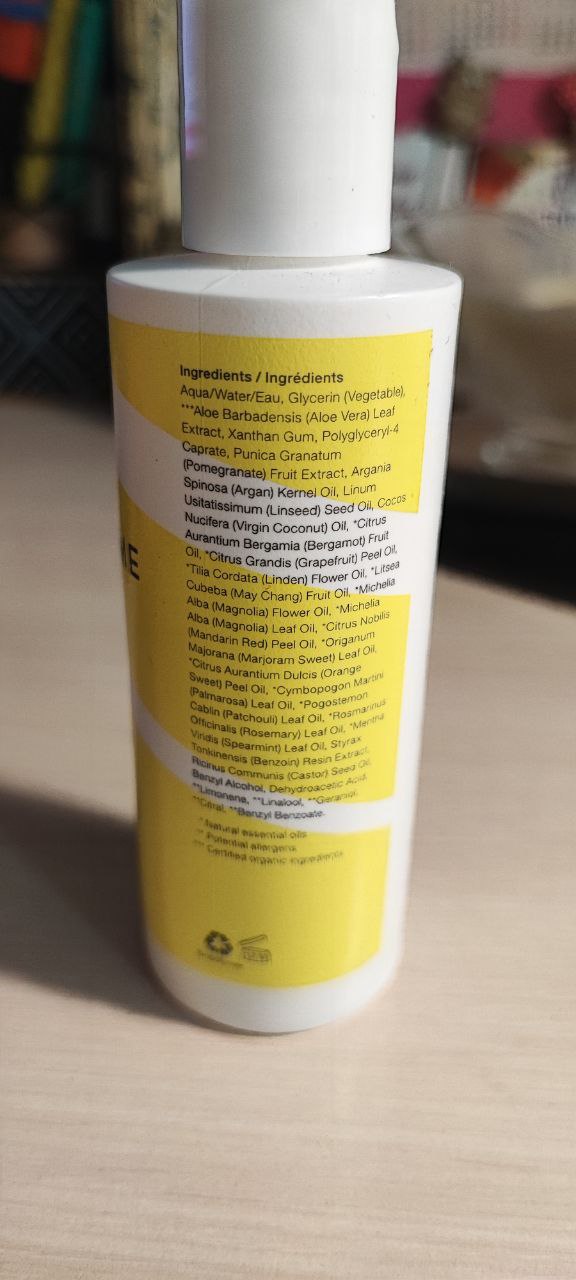 Ingredients / Ingrédients
Aqua/Water/Eau, Glycerin (Vegetable),
***Aloe Barbadensis (Aloe Vera) Leaf
Extract, Xanthan Gum, Polyglyceryl-4
Caprate, Punica Granatum
(Pomegranate) Fruit Extract, Argania
Spinosa (Argan) Kernel Oil, Linum
Usitatissimum (Linseed) Seed Oil, Cocos
Nucifera (Virgin Coconut) Oil, *Citrus
Aurantium Bergamia (Bergamot) Fruit
Oil, *Citrus Grandis (Grapefruit) Peel Oil,
*Tilia Cordata (Linden) Flower Oil, *Litsea
Cubeba (May Chang) Fruit Oil, *Michelia
Alba (Magnolia) Flower Oil, *Michelia
Alba (Magnolia) Leaf Oil, *Citrus Nobilis
(Mandarin Red) Peel Oil, *Origanum
Majorana (Marjoram Sweet) Leaf Oil,
*Citrus Aurantium Dulcis (Orange
Sweet) Peel Oil, *Cymbopogon Martini
(Palmarosa) Leaf Oil, *Pogostemon
Cablin (Patchouli) Leaf Oil, *Rosmarinus
Officinalis (Rosemary) Leaf Oil, *Mentha
Viridis (Spearmint) Leaf Oil, Styrax
Tonkinensis (Benzoin) Resin Extract,
Ricinus Communis (Castor) Seed Oil,
Benzyl Alcohol, Dehydroacetic Acid,
**Limonene, **Linalool, **Geraniol,
**Citral, **Benzyl Benzoate.
* Natural essential oils
** Potential allergens
*** Certified organic ingredients
ME